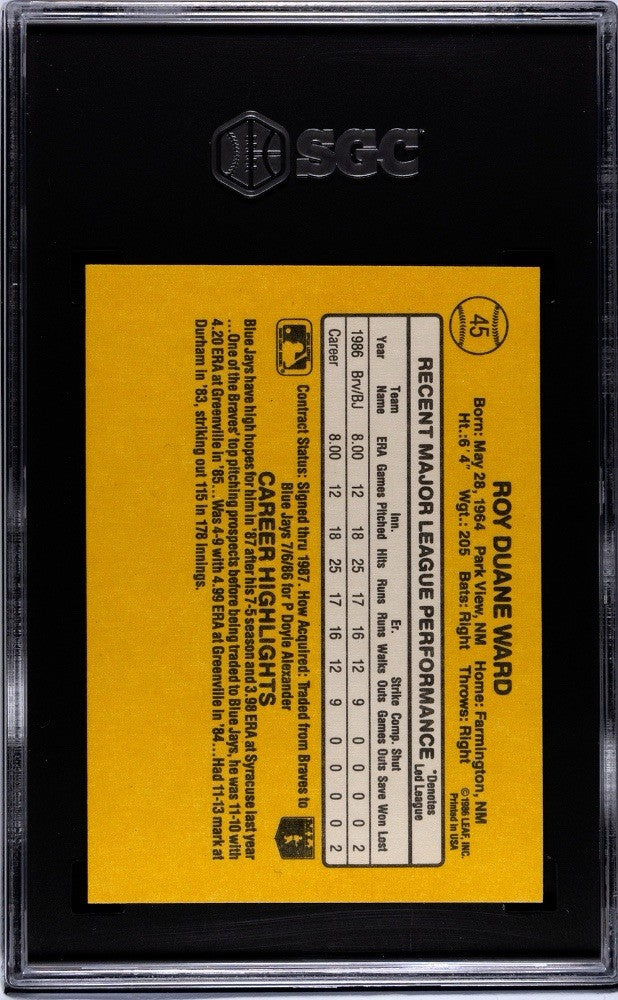 SGC
45
ROY DUANE WARD
Born: May 28, 1964 Park View, NM Home: Farmington, NM
Ht.:6' 4" Wgt.: 205 Bats: Right Throws: Right
©1986 LEAF, INC.
Printed in USA
RECENT MAJOR LEAGUE PERFORMANCE
*Denotes
Led League
Team Inn. Er. Strike Comp. Shut
Year Name ERA Games Pitched Hits Runs Runs Walks Outs Games Outs Save Won Lost
1986 Brv/BJ 8.00 12 18 25 17 16 12 9 0 0 0 0 2
Career 8.00 12 18 25 17 16 12 9 0 0 0 0 2
Contract Status: Signed thru 1987. How Acquired: Traded from Braves to
Blue Jays 7/6/86 for P Doyle Alexander
CAREER HIGHLIGHTS
Blue Jays have high hopes for him in '87 after his 7-5 season and 3.98 ERA at Syracuse last year
...One of the Braves' top pitching prospects before being traded to Blue Jays, he was 11-10 with
4.20 ERA at Greenville in '85...Was 4-9 with 4.99 ERA at Greenville in '84...Had 11-13 mark at
Durham in '83, striking out 115 in 178 innings.